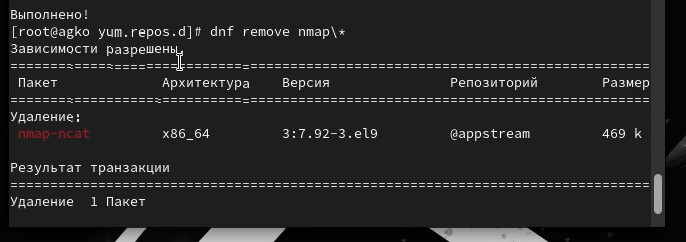 Выполнено!
[root@agko yum.repos.d]# dnf remove nmap\*
Зависимости разрешены.
================================================================================
Пакет Архитектура Версия Репозиторий Размер
================================================================================
Удаление:
nmap-ncat x86_64 3:7.92-3.el9 @appstream 469 k
Результат транзакции
================================================================================
Удаление 1 Пакет